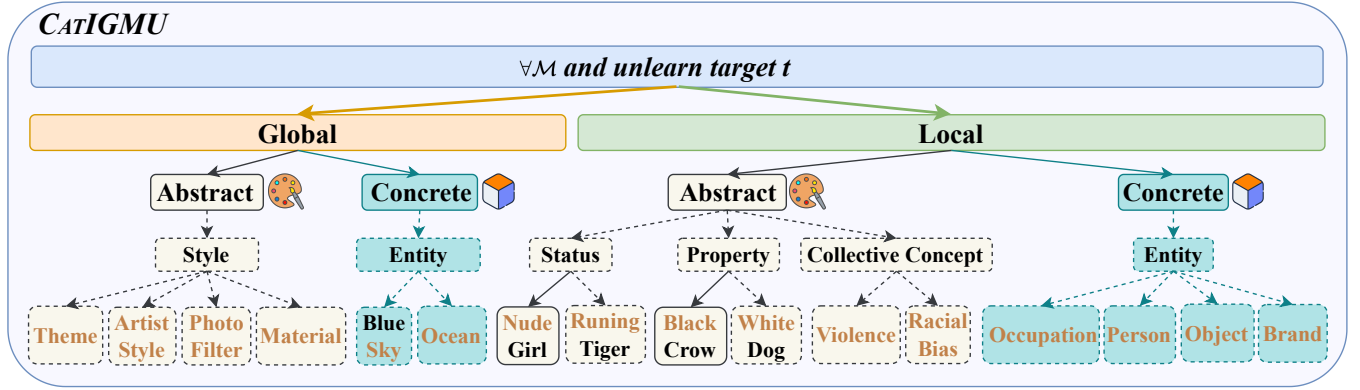 CATIGMU
∀M and unlearn target t
Global
Local
Abstract
Concrete
Abstract
Concrete
Style
Entity
Status
Property
Collective Concept
Entity
Theme
Artist
Style
Photo
Filter
Material
Blue
Sky
Ocean
Nude
Girl
Runing
Tiger
Black
Crow
White
Dog
Violence
Racial
Bias
Occupation
Person
Object
Brand